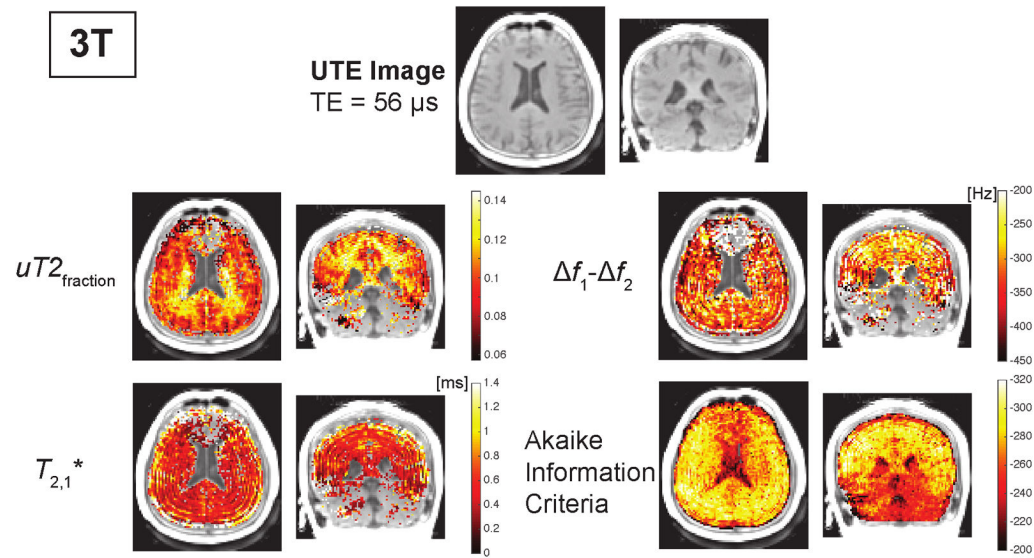 3T
UTE Image
TE = 56 μs
uT2fraction
0.14
0.12
0.1
0.08
0.06
Δf1-Δf2
[Hz]
-200
-250
-300
-350
-400
-450
T2,1*
[ms]
1.4
1.2
1
0.8
0.6
0.4
0.2
0
Akaike
Information
Criteria
-320
-300
-280
-260
-240
-220
-200